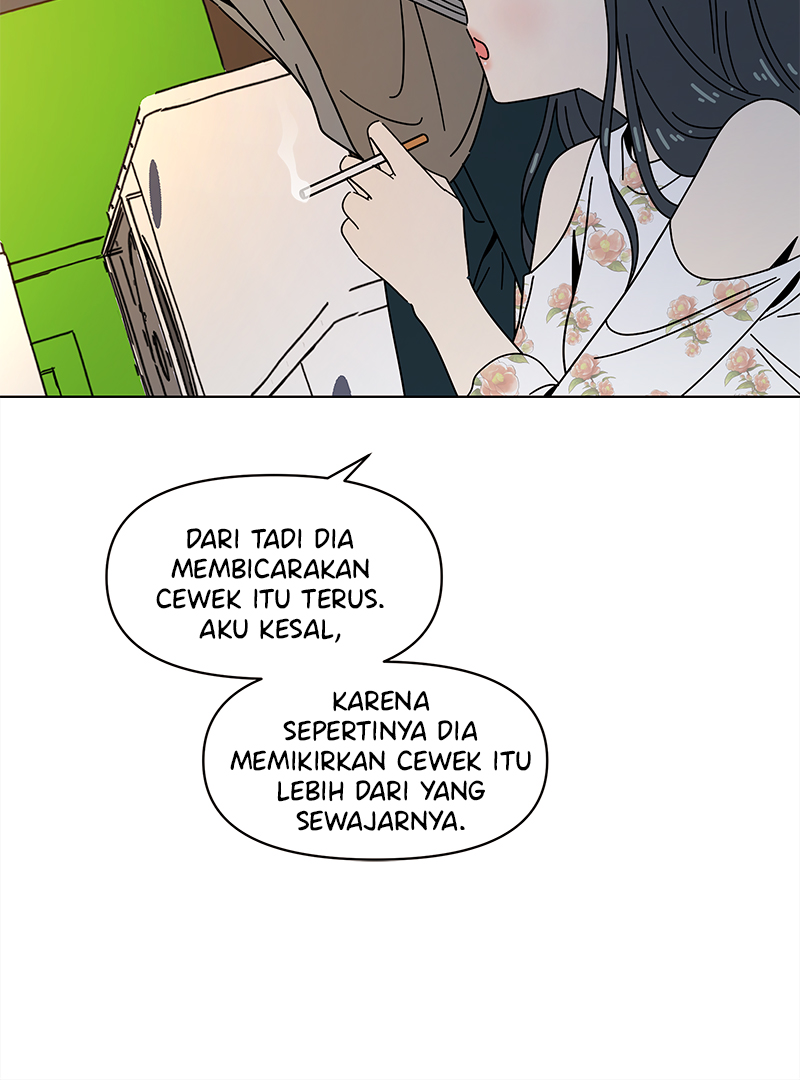 DARI TADI DIA
MEMBICARAKAN
CEWEK ITU TERUS.
AKU KESAL,
KARENA
SEPERTINYA DIA
MEMIKIRKAN CEWEK ITU
LEBIH DARI YANG
SEWAJARNYA.